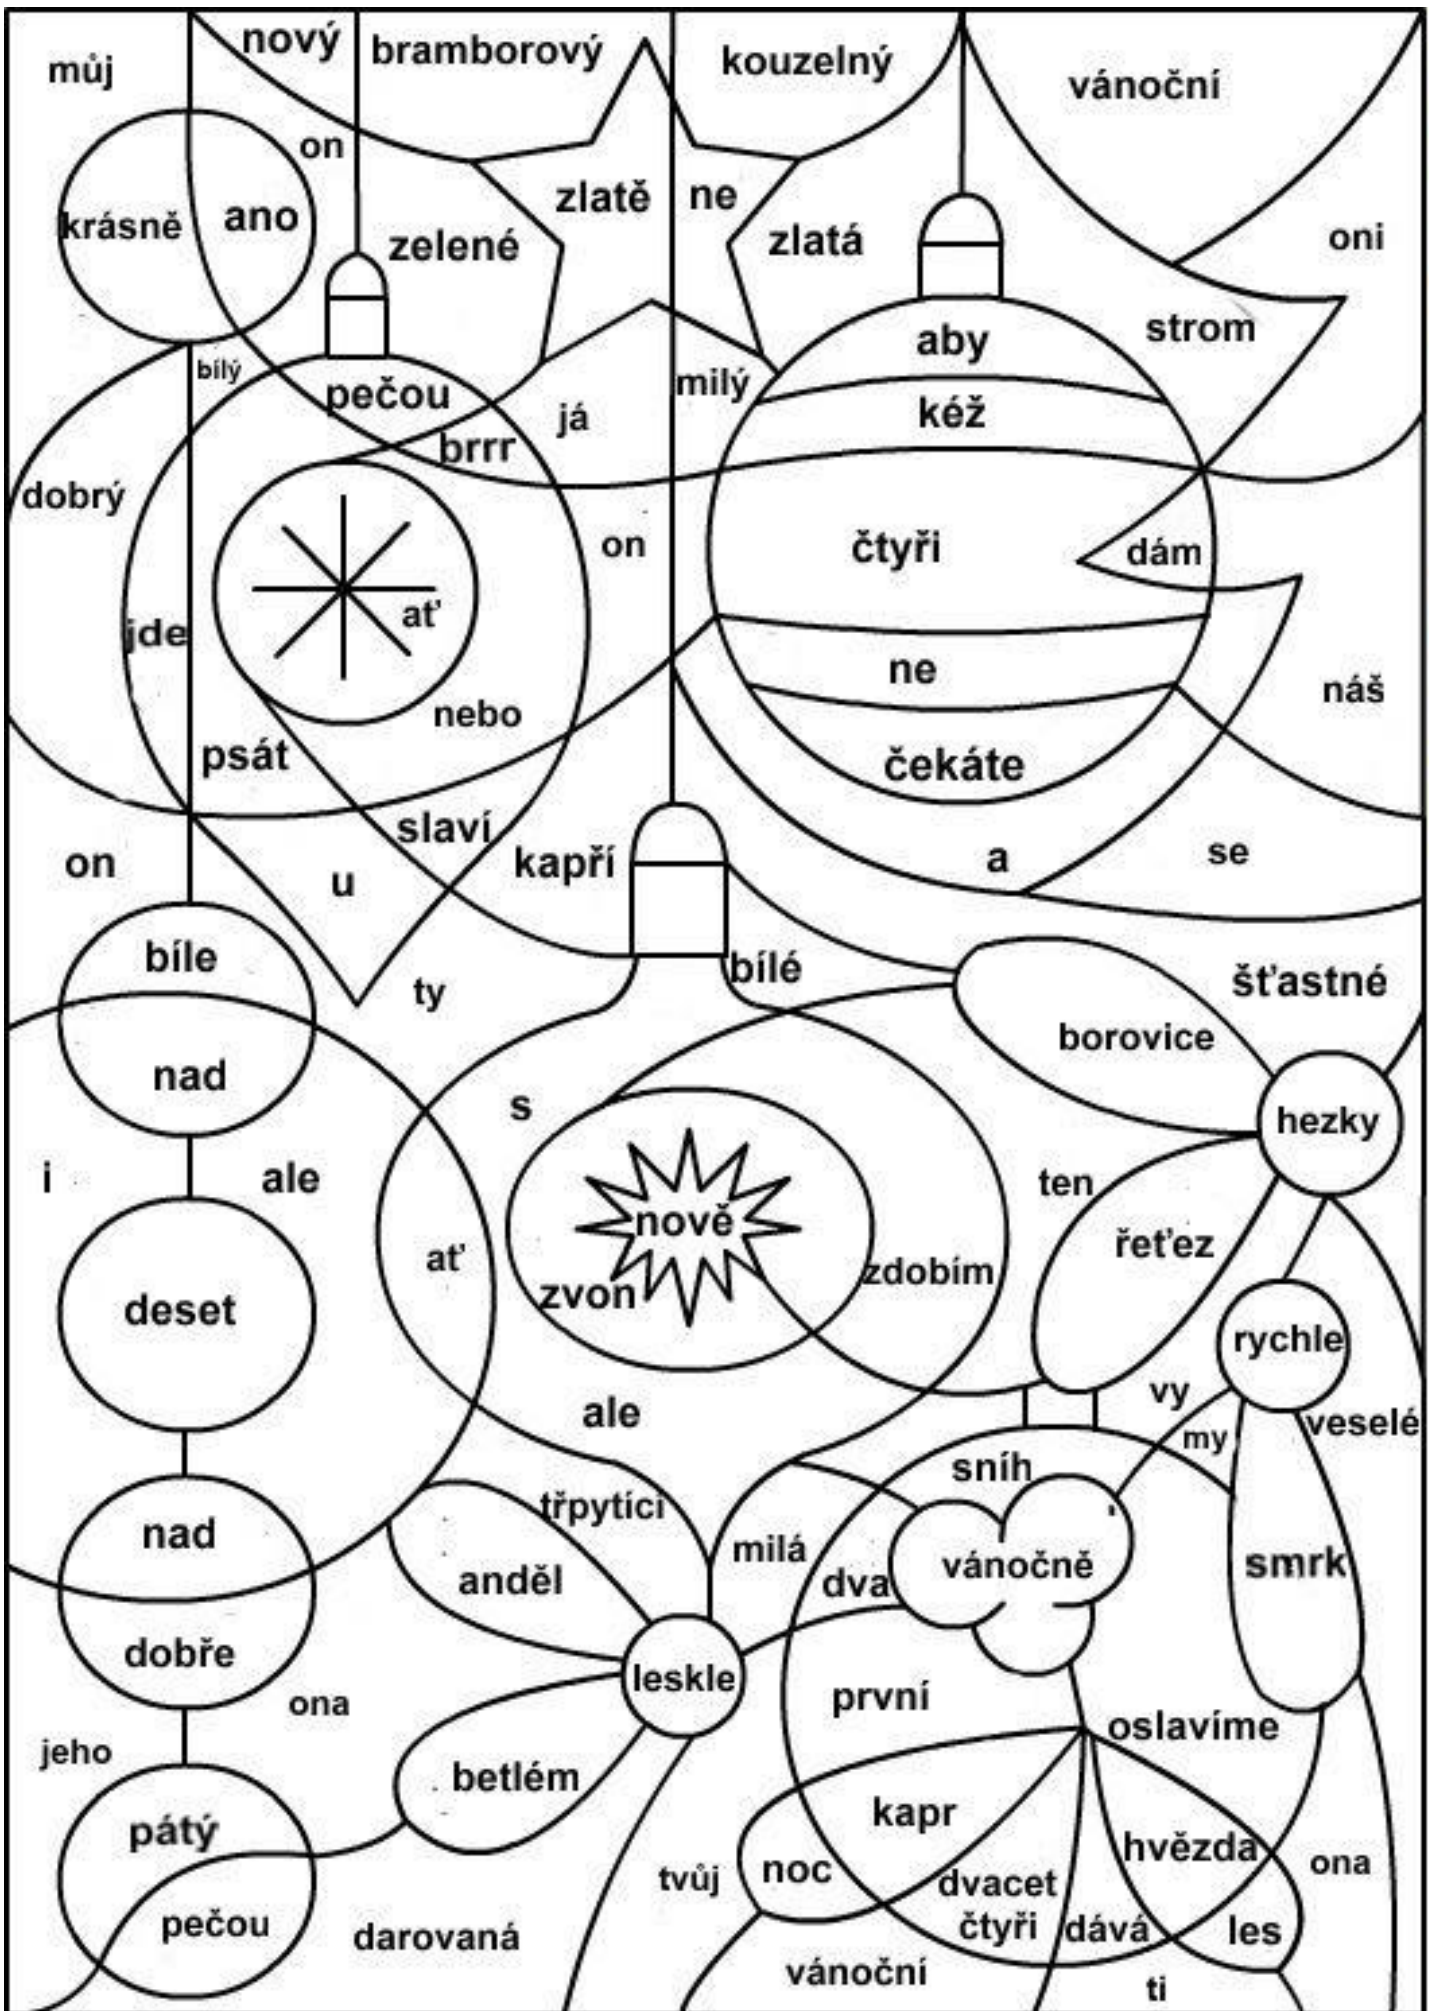 nový
bramborový
kouzelný
můj
vánoční
on
zlatě
ne
krásně
ano
zelené
zlatá
oni
strom
aby
bílý
pečou
milý
kéž
já
brrr
dobrý
on
čtyři
dám
ať
jde
ne
náš
nebo
psát
čekáte
slaví
kapří
on
u
a
se
bíle
bílé
šťastné
ty
borovice
nad
s
hezky
i
ale
ten
nově
řeťez
ať
zdobím
zvon
deset
rychle
vy
ale
veselé
my
sníh
třpytící
nad
milá
vánočně
smrk
anděl
dva
dobře
leskle
první
ona
oslavíme
jeho
betlém
kapr
pátý
hvězda
noc
ona
tvůj
dvacet
čtyři
dává
les
pečou
darovaná
vánoční
ti